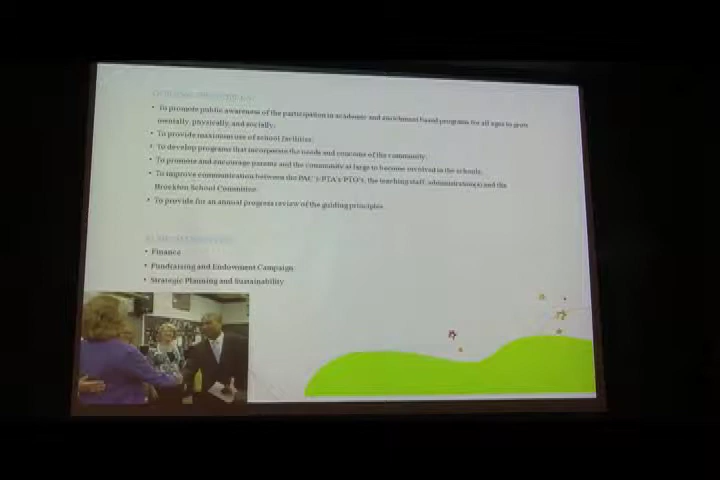 • To promote public awareness of the participation in academic and enrichment based programs for all ages to grow
mentally, physically, and socially.
• To provide maximum use of school facilities.
• To develop programs that incorporate the needs and concerns of the community.
• To promote and encourage parents and the community at large to become involved in the schools.
• To improve communication between the PAC's PTA's PTO's, the teaching staff, administration(s) and the
Brockton School Committee.
• To provide for an annual progress review of the guiding principles.
• Finance
• Fundraising and Endowment Campaign
• Strategic Planning and Sustainability